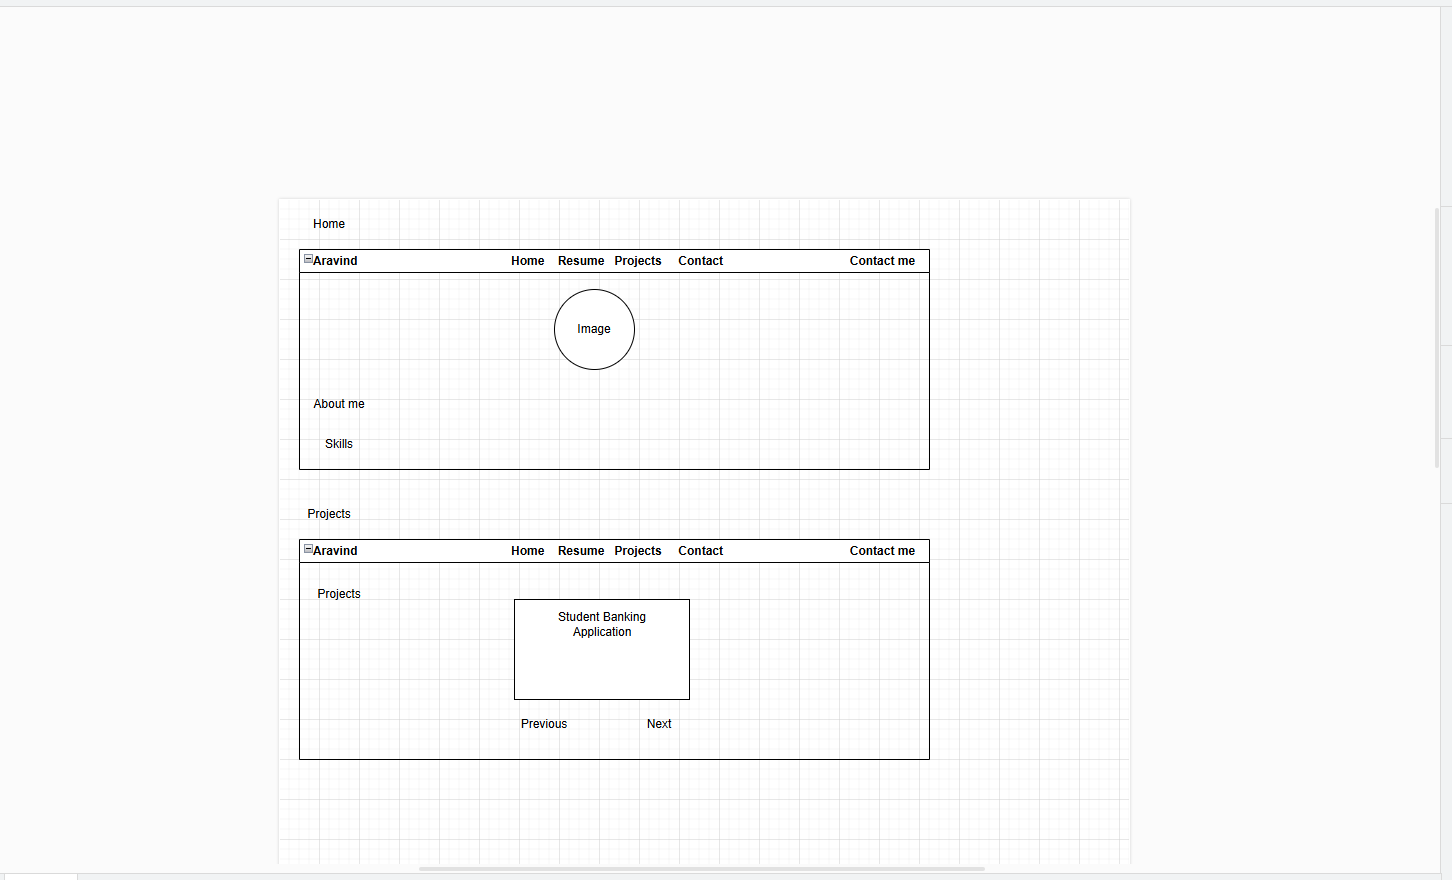 Home
Aravind Home Resume Projects Contact Contact me
Image
About me
Skills
Projects
Aravind Home Resume Projects Contact Contact me
Projects
Student Banking
Application
Previous Next